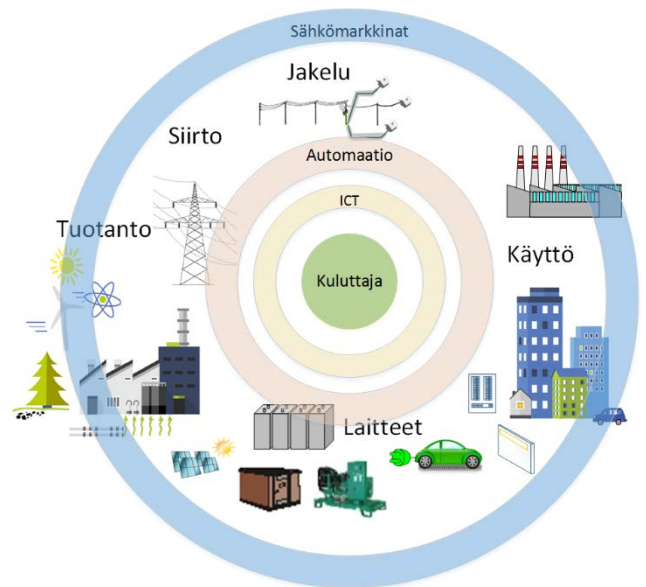 Sähkömarkkinat
Jakelu
Siirto
Automaatio
ICT
Tuotanto
Käyttö
Kuluttaja
Laitteet